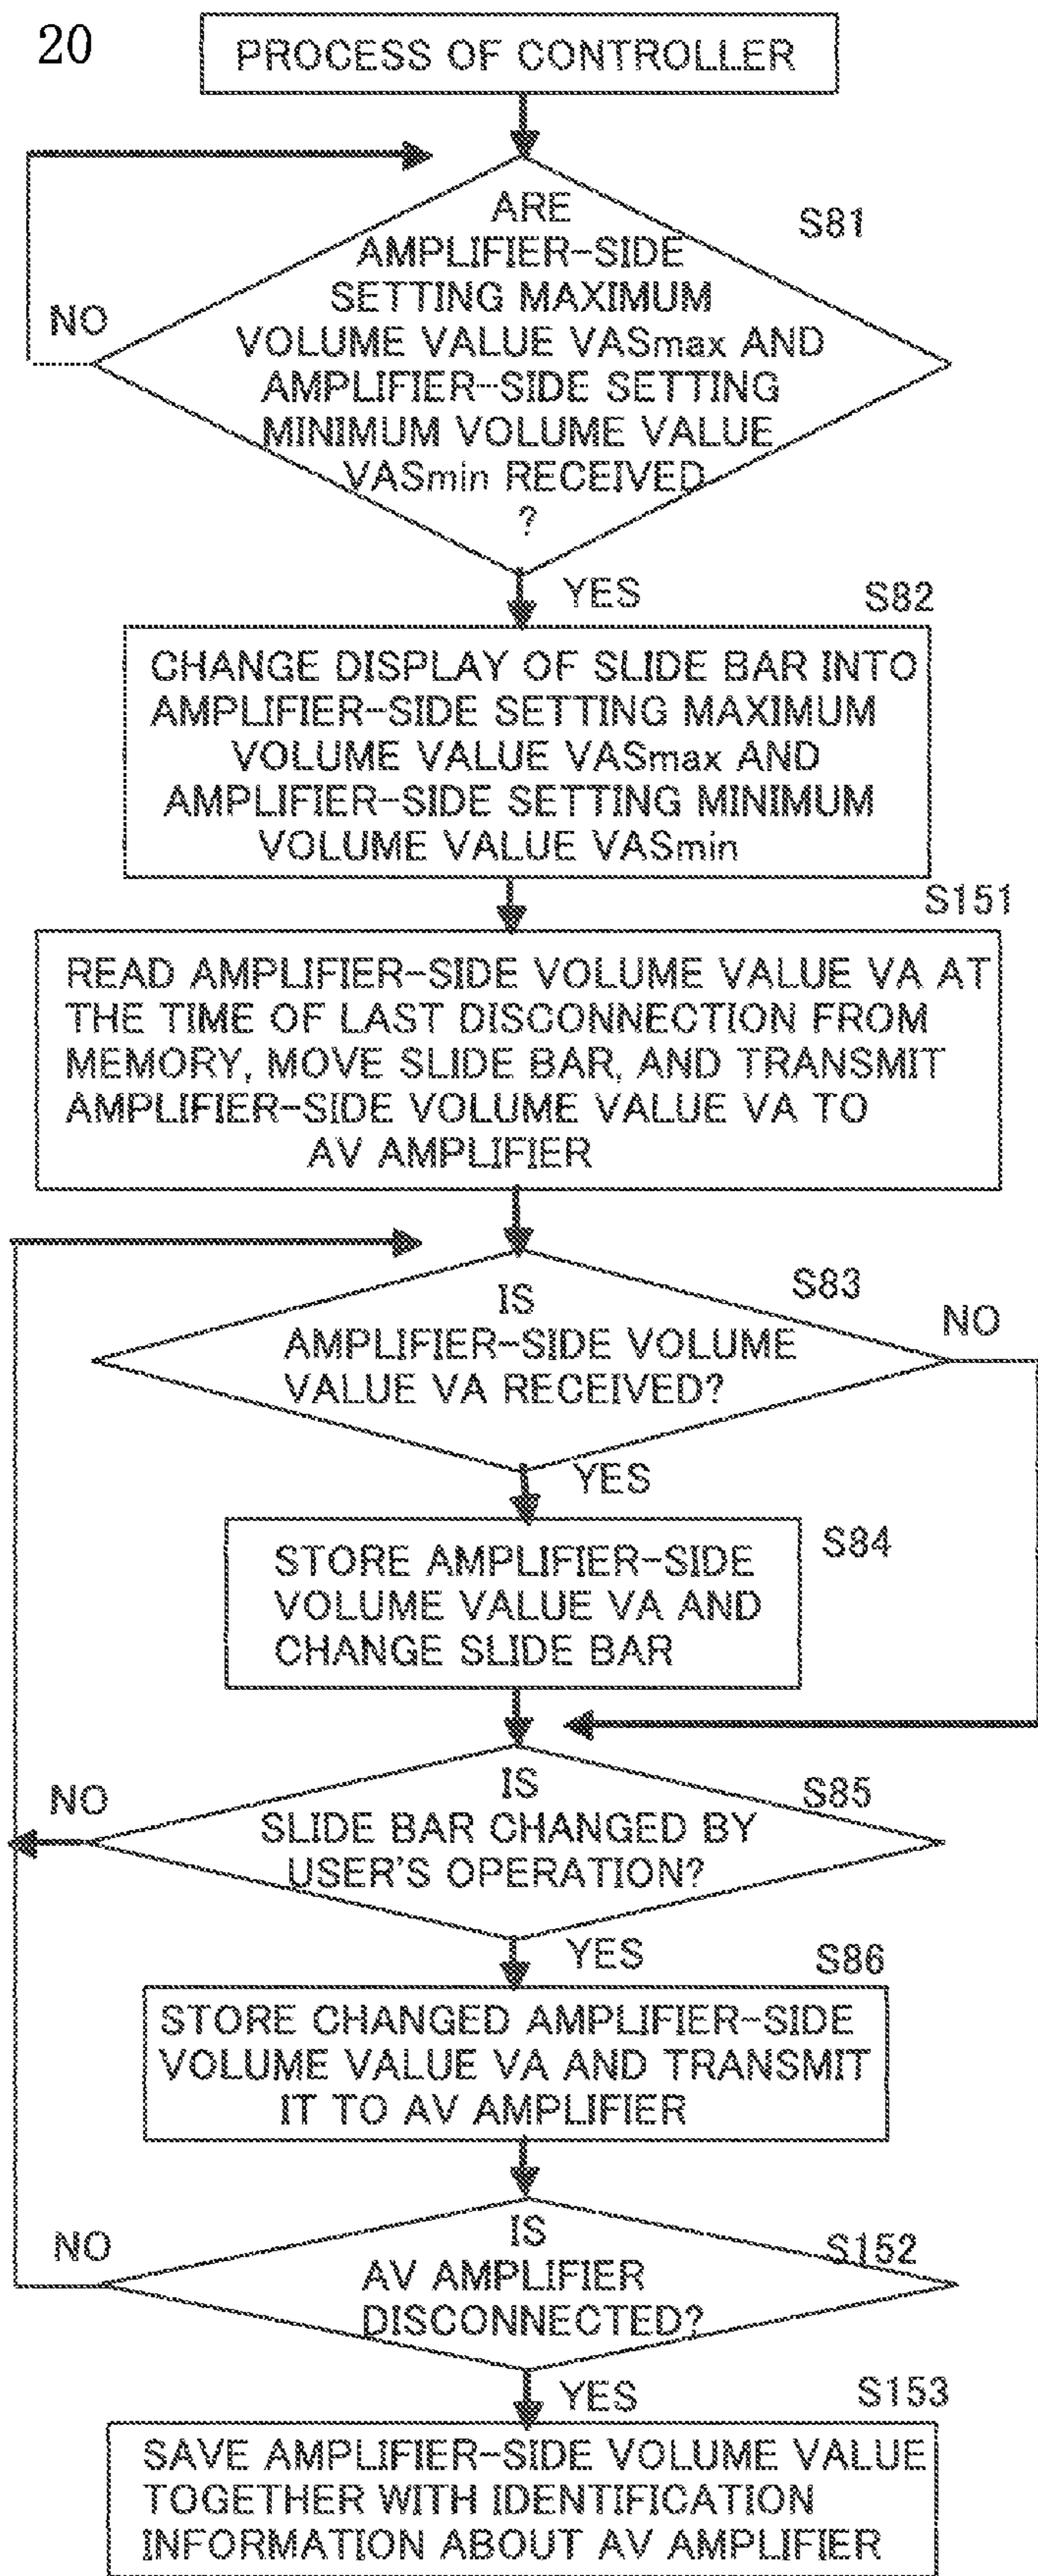 20
PROCESS OF CONTROLLER
ARE
AMPLIFIER-SIDE
SETTING MAXIMUM
VOLUME VALUE VASmax AND
AMPLIFIER-SIDE SETTING
MINIMUM VOLUME VALUE
VASmin RECEIVED
?
S81
NO
YES
S82
CHANGE DISPLAY OF SLIDE BAR INTO
AMPLIFIER-SIDE SETTING MAXIMUM
VOLUME VALUE VASmax AND
AMPLIFIER-SIDE SETTING MINIMUM
VOLUME VALUE VASmin
S151
READ AMPLIFIER-SIDE VOLUME VALUE VA AT
THE TIME OF LAST DISCONNECTION FROM
MEMORY, MOVE SLIDE BAR, AND TRANSMIT
AMPLIFIER-SIDE VOLUME VALUE VA TO
AV AMPLIFIER
S83
IS
AMPLIFIER-SIDE VOLUME
VALUE VA RECEIVED?
NO
YES
S84
STORE AMPLIFIER-SIDE
VOLUME VALUE VA AND
CHANGE SLIDE BAR
NO
IS
SLIDE BAR CHANGED BY
USER'S OPERATION?
S85
YES
S86
STORE CHANGED AMPLIFIER-SIDE
VOLUME VALUE VA AND TRANSMIT
IT TO AV AMPLIFIER
NO
IS
AV AMPLIFIER
DISCONNECTED?
S152
YES
S153
SAVE AMPLIFIER-SIDE VOLUME VALUE
TOGETHER WITH IDENTIFICATION
INFORMATION ABOUT AV AMPLIFIER